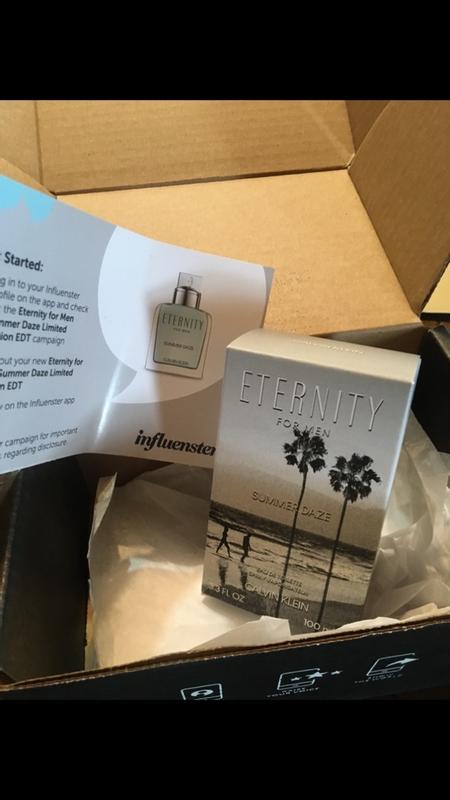 Started:
g in to your Influenster
ofile on the app and check
the Eternity for Men
mmer Daze Limited
ion EDT campaign
out your new Eternity for
Summer Daze Limited
n EDT
y on the Influenster app
r campaign for important
regarding disclosure.
ETERNITY
FOR MEN
SUMMER DAZE
CALVIN KLEIN
influenster
ETERNITY
FOR MEN
SUMMER DAZE
EAU DE TOILETTE
SPRAY VAPORISATEUR
CALVIN KLEIN
3 FL OZ
100